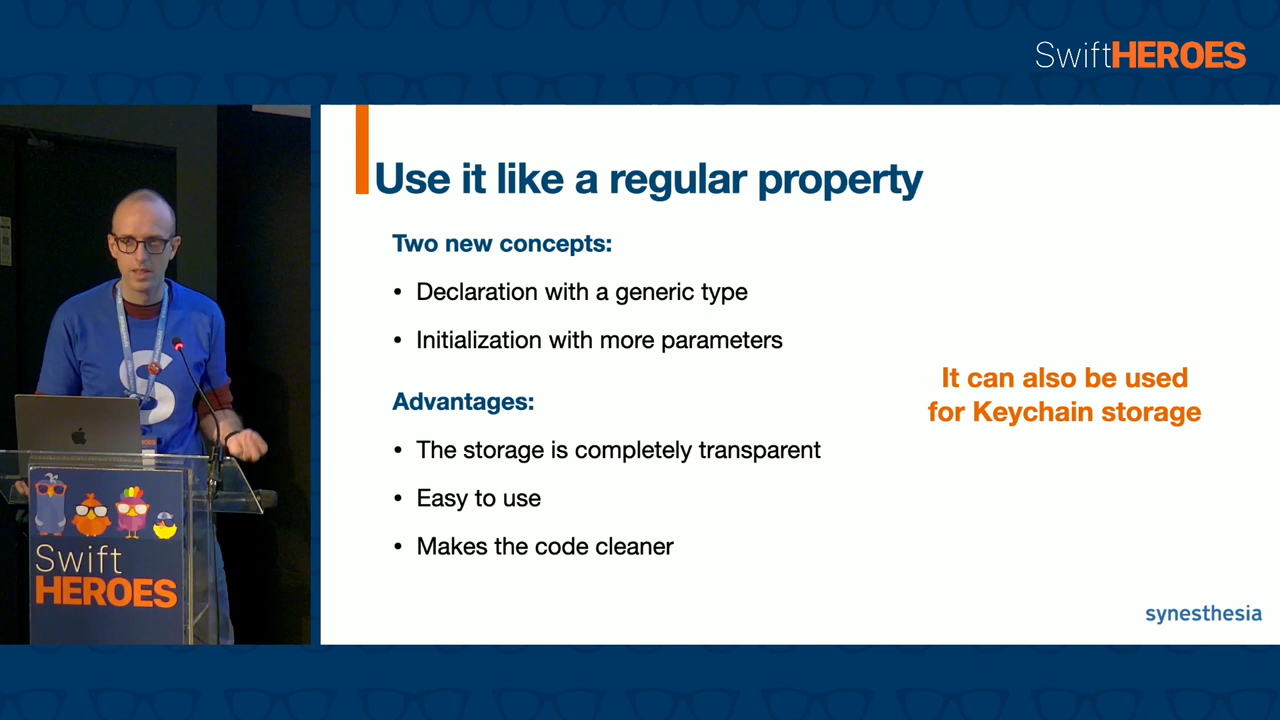 SwiftHEROES
Use it like a regular property
Two new concepts:
• Declaration with a generic type
• Initialization with more parameters
Advantages:
• The storage is completely transparent
• Easy to use
• Makes the code cleaner
It can also be used
for Keychain storage
synesthesia
S
HEROES
Swift
HEROES